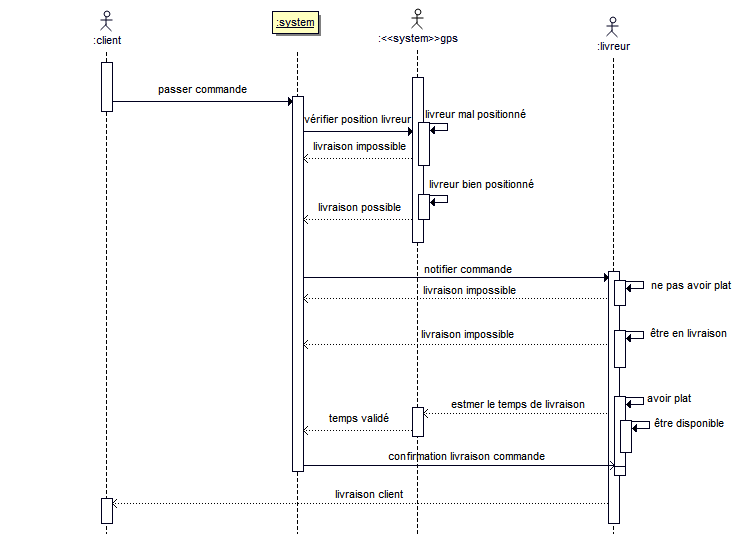 :client
:system
:<<system>>gps
:livreur
passer commande
vérifier position livreur
livreur mal positionné
livraison impossible
livreur bien positionné
livraison possible
notifier commande
ne pas avoir plat
livraison impossible
être en livraison
livraison impossible
avoir plat
estmer le temps de livraison
temps validé
être disponible
confirmation livraison commande
livraison client